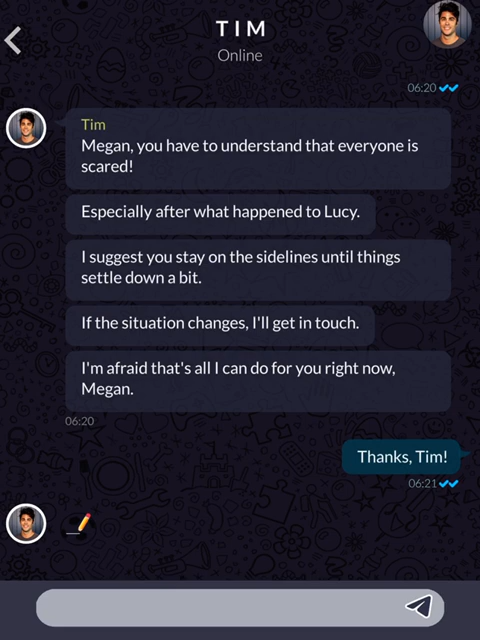 TIM
Online
06:20
Tim
Megan, you have to understand that everyone is
scared!
Especially after what happened to Lucy.
I suggest you stay on the sidelines until things
settle down a bit.
If the situation changes, I'll get in touch.
I'm afraid that's all I can do for you right now,
Megan.
06:20
Thanks, Tim!
06:21